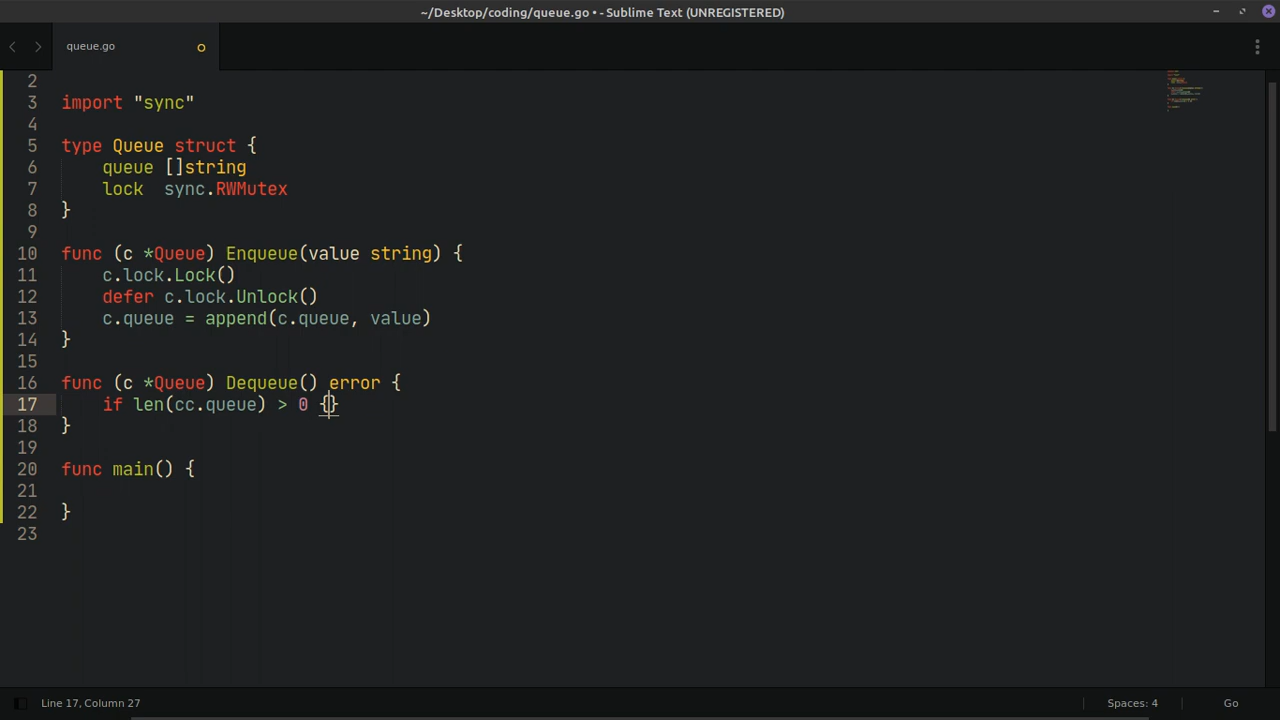 ~/Desktop/coding/queue.go • - Sublime Text (UNREGISTERED)
queue.go
2
3 import "sync"
4
5 type Queue struct {
6 queue []string
7 lock  sync.RWMutex
8 }
9
10 func (c *Queue) Enqueue(value string) {
11 c.lock.Lock()
12 defer c.lock.Unlock()
13 c.queue = append(c.queue, value)
14 }
15
16 func (c *Queue) Dequeue() error {
17 if len(cc.queue) > 0 {}
18 }
19
20 func main() {
21
22 }
23
Line 17, Column 27 Spaces: 4 Go